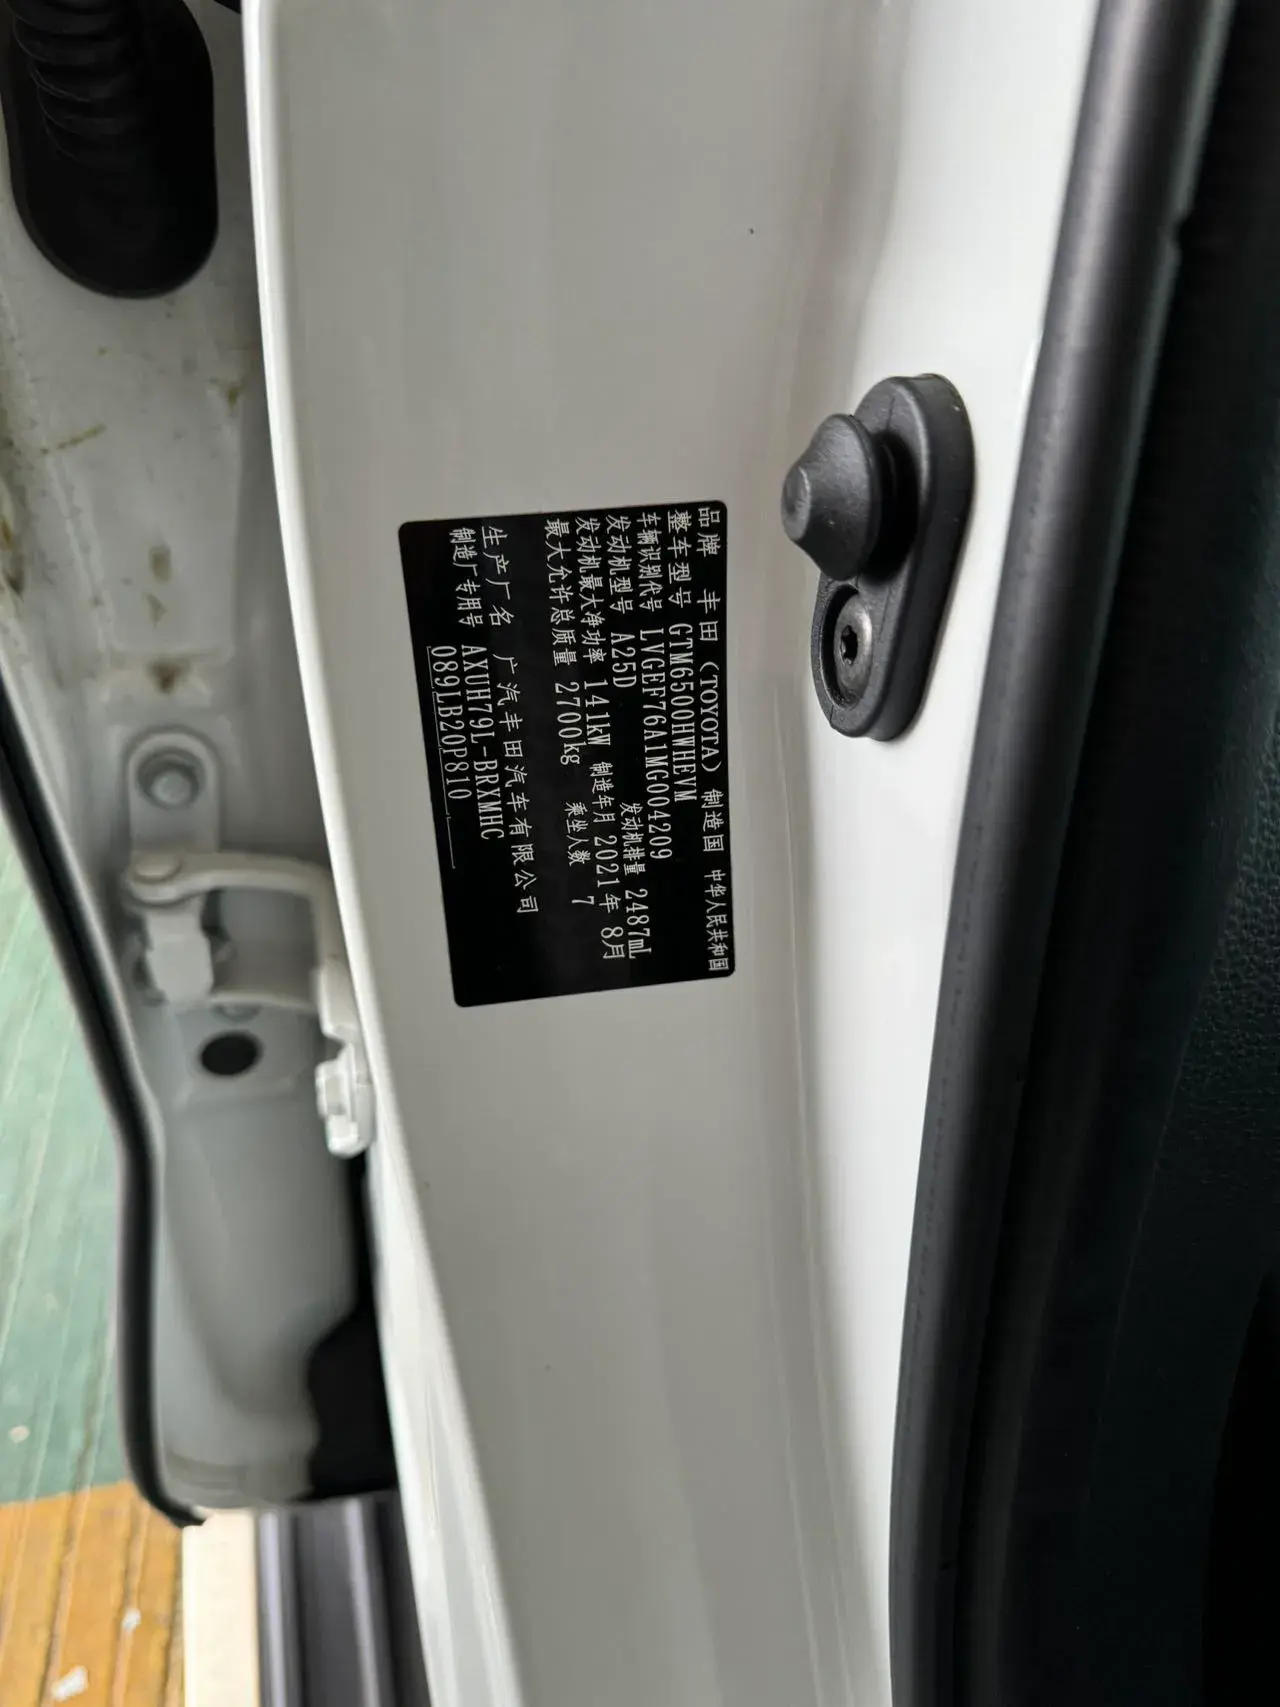 品牌 丰田(TOYOTA) 制造国 中华人民共和国
整车型号 GTM6500HWHEVM
车辆识别代号 LVGEF76A1MG004209
发动机型号 A25D 发动机排量 2487mL
发动机最大净功率 141kW 制造年月 2021年 8月
最大允许总质量 2700kg 乘坐人数 7
生产厂名 广汽丰田汽车有限公司
制造厂专用号 AXUH79L-BRXMHC
089LB20P810